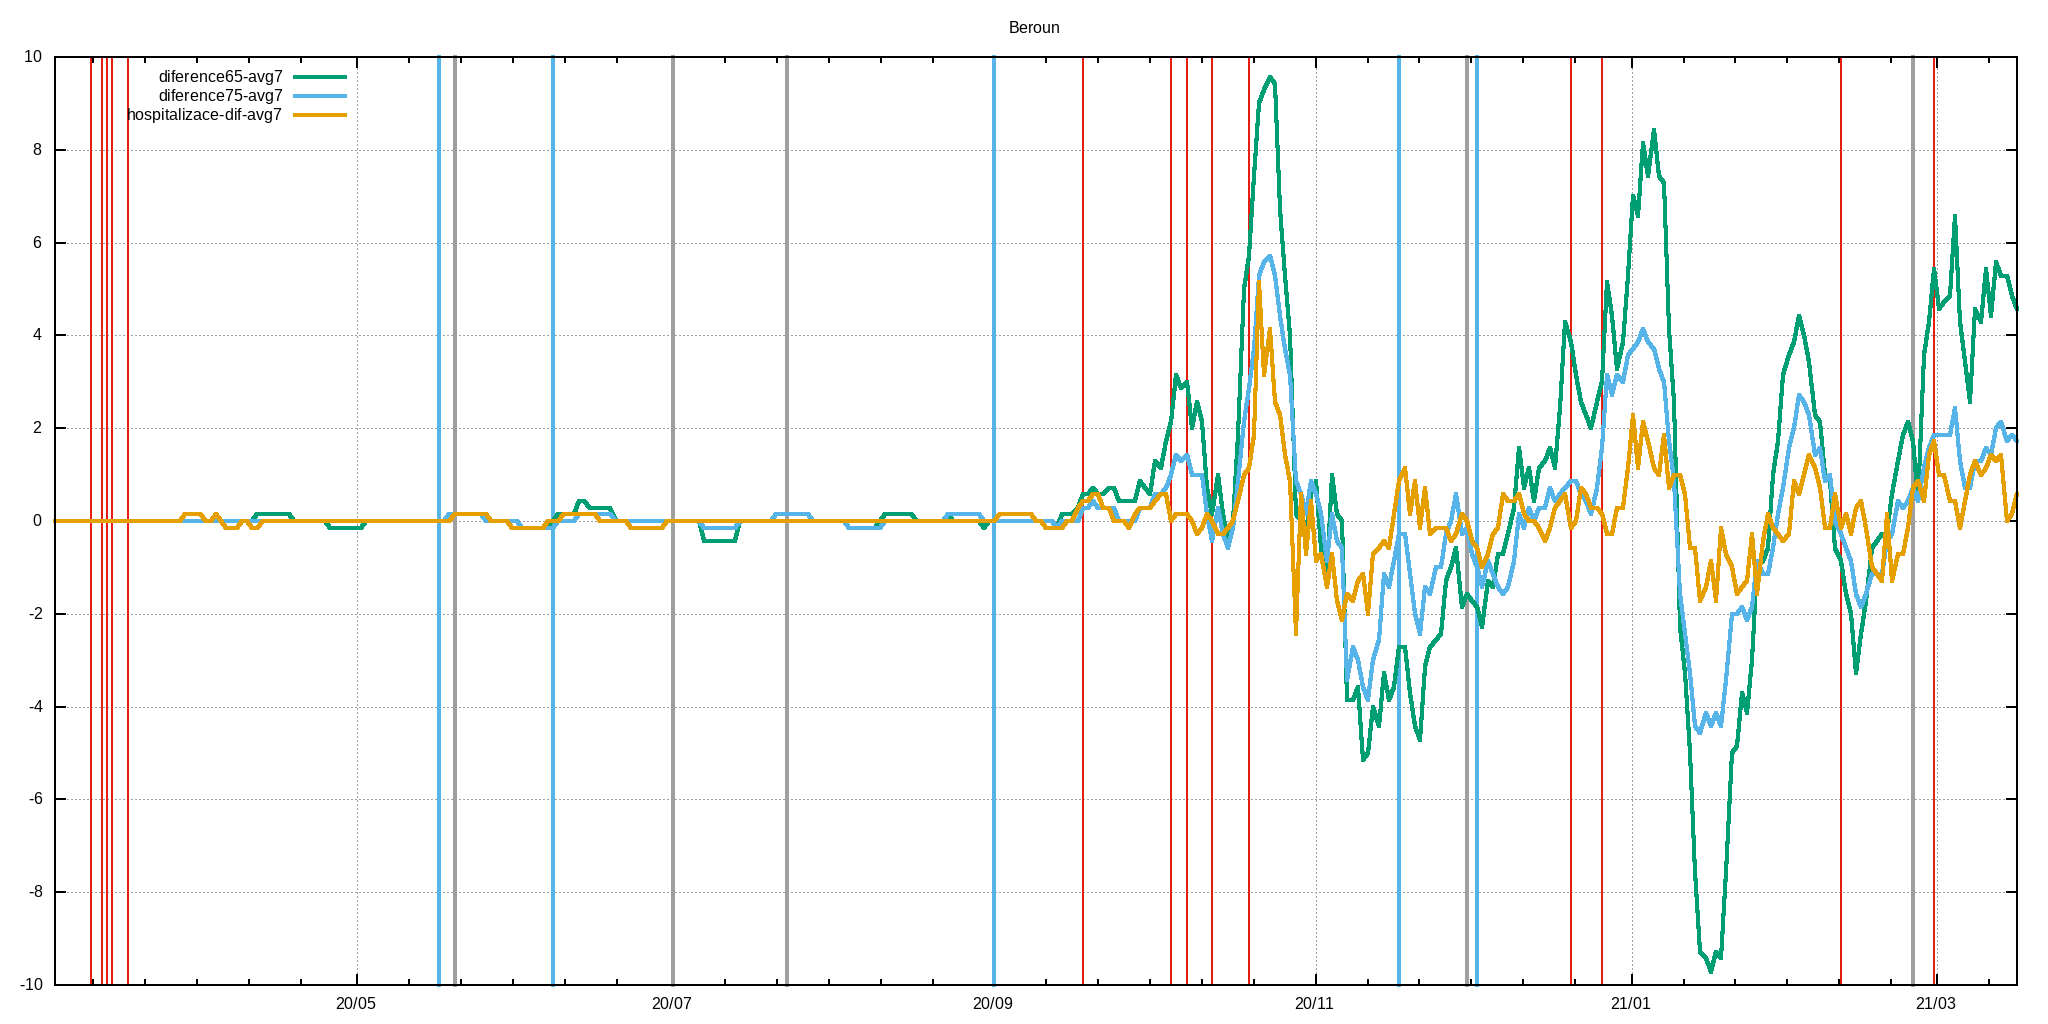 Beroun
diference65-avg7
diference75-avg7
hospitalizace-dif-avg7
10
8
6
4
2
0
-2
-4
-6
-8
-10
20/05 20/07 20/09 20/11 21/01 21/03